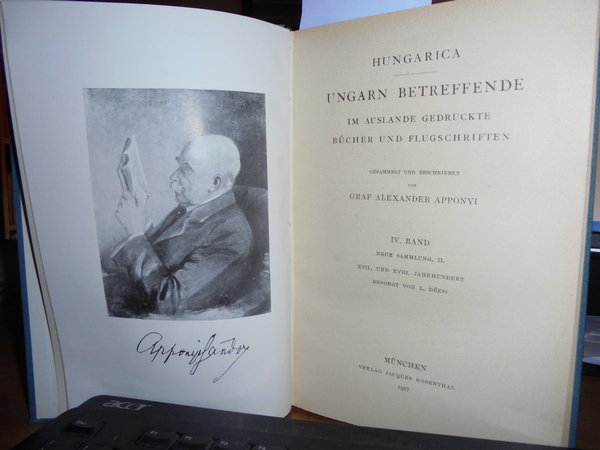 Apponyi Sándor
HUNGARICA
UNGARN BETREFFENDE
IM AUSLANDE GEDRUCKTE
BÜCHER UND FLUGSCHRIFTEN
GESAMMELT UND BESCHRIEBEN
VON
GRAF ALEXANDER APPONYI
IV. BAND
NEUE SAMMLUNG, II.
XVII. UND XVIII. JAHRHUNDERT
BESORGT VON L. DÉZSI
MÜNCHEN
VERLAG JACQUES ROSENTHAL
1927
acer